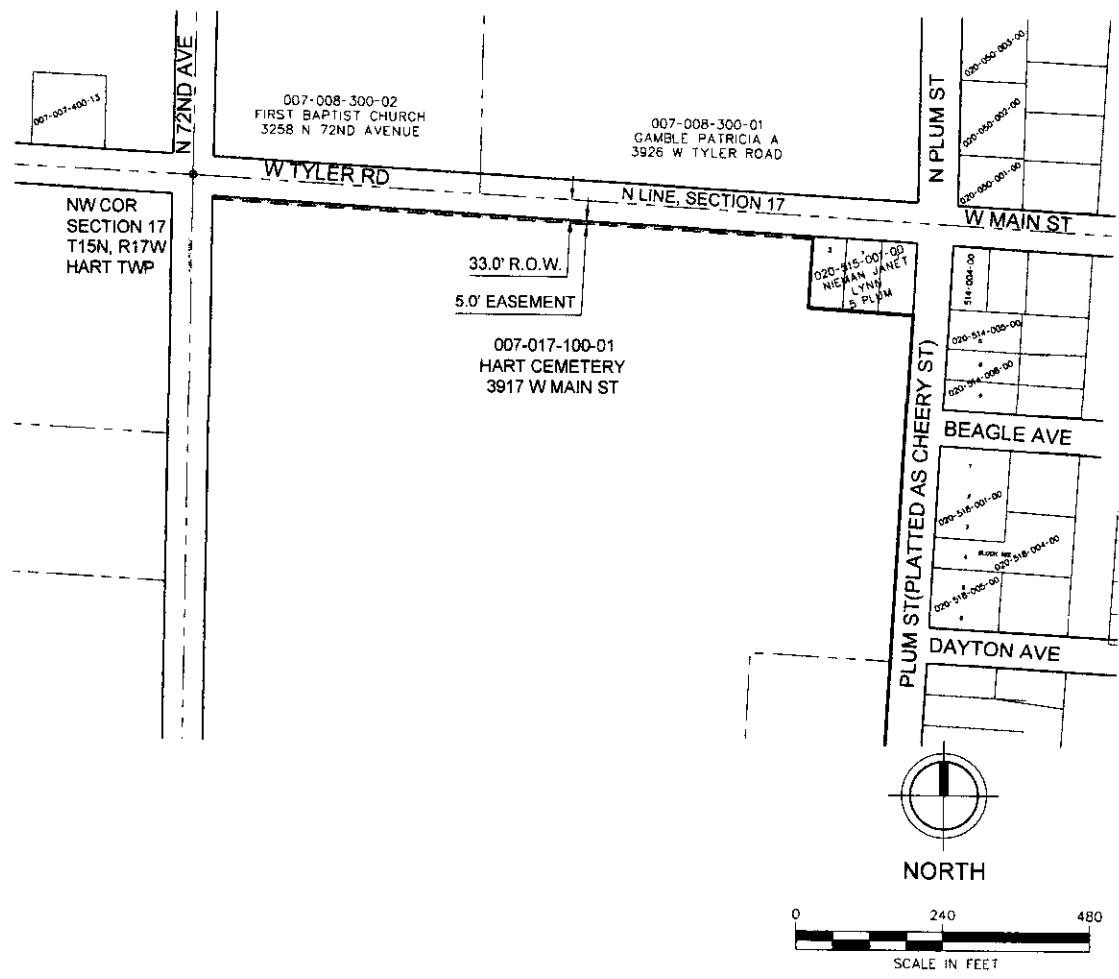 N 72ND AVE
007-007-400-13
007-008-300-02
FIRST BAPTIST CHURCH
3258 N 72ND AVENUE
007-008-300-01
GAMBLE PATRICIA A
3926 W TYLER ROAD
N PLUM ST
020-050-003-00
020-050-002-00
020-050-001-00
W TYLER RD
N LINE, SECTION 17
W MAIN ST
NW COR
SECTION 17
T15N, R17W
HART TWP
33.0' R.O.W.
5.0' EASEMENT
020-515-007-00
NIEMAN JANET
LYNN
5 PLUM
514-004-00
020-514-005-00
020-514-006-00
007-017-100-01
HART CEMETERY
3917 W MAIN ST
PLUM ST(PLATTED AS CHEERY ST)
BEAGLE AVE
020-518-001-00
020-518-004-00
020-518-005-00
DAYTON AVE
NORTH
0 240 480
SCALE IN FEET